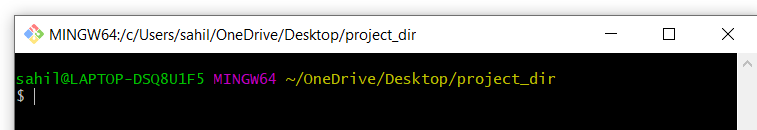 MINGW64:/c/Users/sahil/OneDrive/Desktop/project_dir
sahil@LAPTOP-DSQ8U1F5 MINGW64 ~/OneDrive/Desktop/project_dir
$